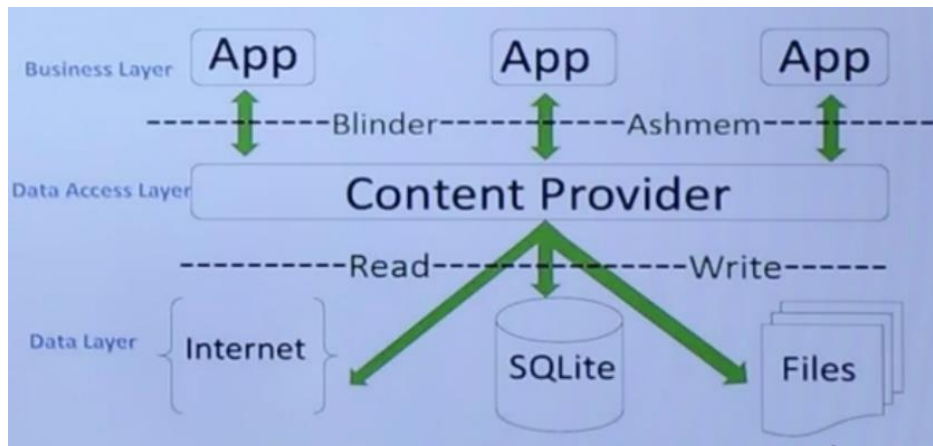 App App App
Business Layer
Blinder Ashmem
Data Access Layer Content Provider
Read Write
Data Layer Internet SQLite Files